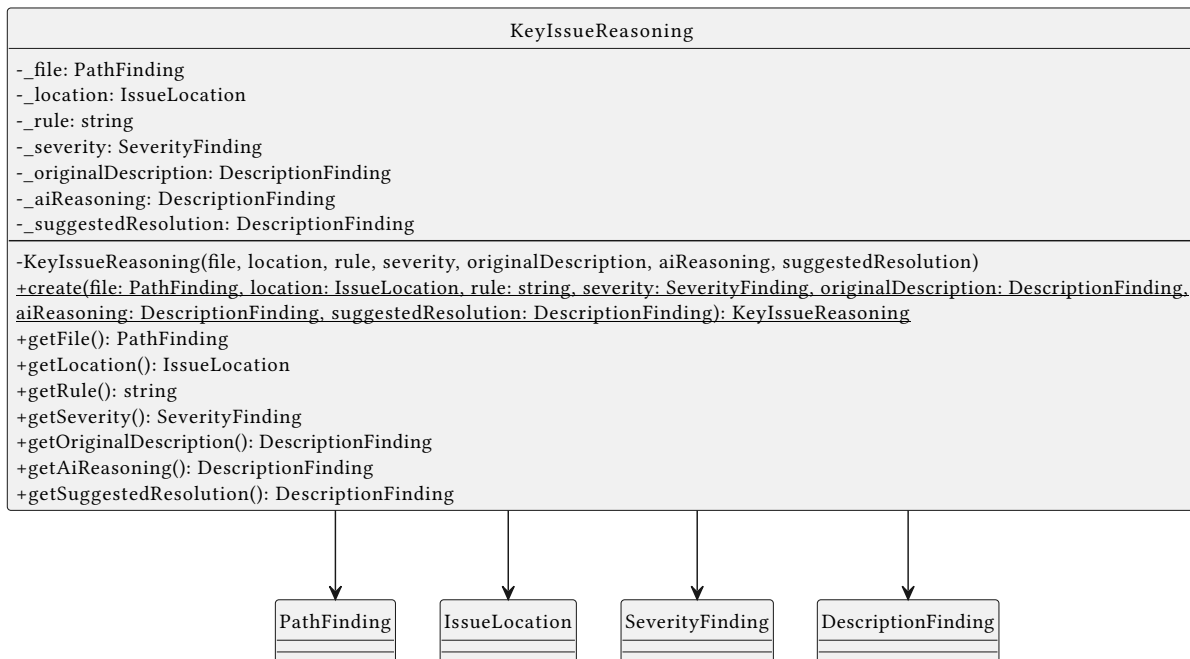 KeyIssueReasoning
-_file: PathFinding
-_location: IssueLocation
-_rule: string
-_severity: SeverityFinding
-_originalDescription: DescriptionFinding
-_aiReasoning: DescriptionFinding
-_suggestedResolution: DescriptionFinding
-KeyIssueReasoning(file, location, rule, severity, originalDescription, aiReasoning, suggestedResolution)
+create(file: PathFinding, location: IssueLocation, rule: string, severity: SeverityFinding, originalDescription: DescriptionFinding,
aiReasoning: DescriptionFinding, suggestedResolution: DescriptionFinding): KeyIssueReasoning
+getFile(): PathFinding
+getLocation(): IssueLocation
+getRule(): string
+getSeverity(): SeverityFinding
+getOriginalDescription(): DescriptionFinding
+getAiReasoning(): DescriptionFinding
+getSuggestedResolution(): DescriptionFinding
PathFinding
IssueLocation
SeverityFinding
DescriptionFinding